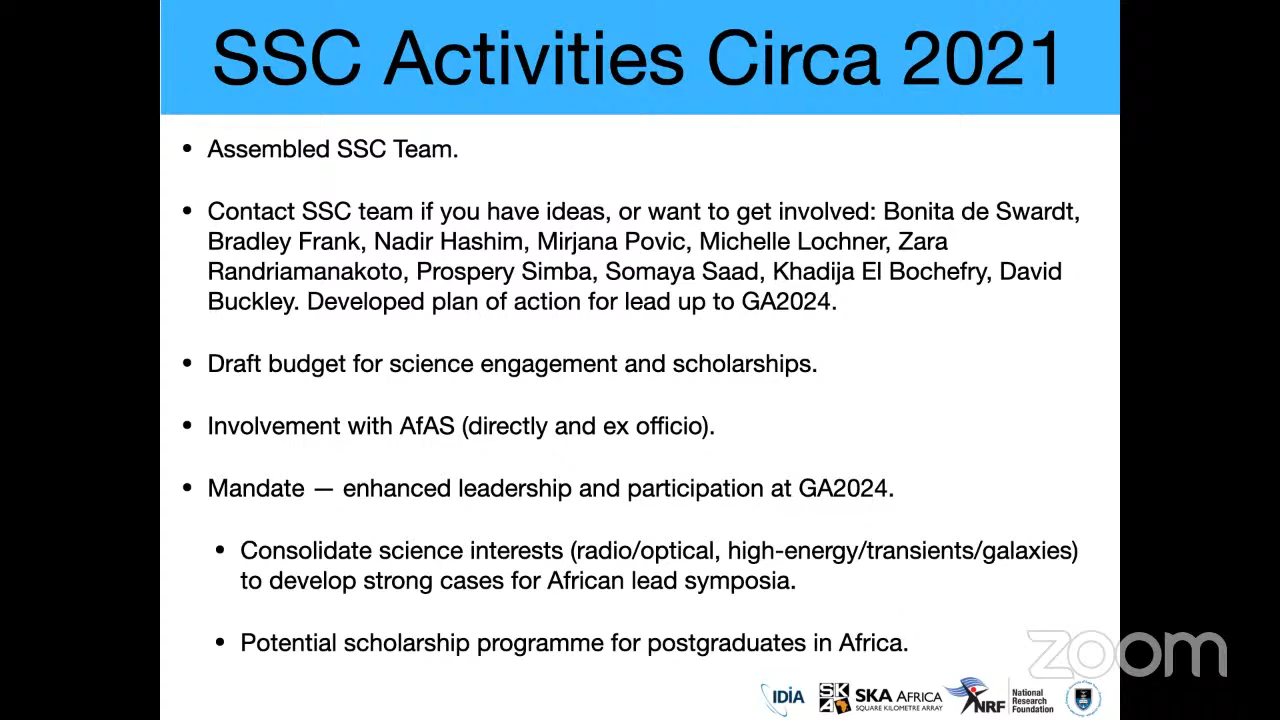 SSC Activities Circa 2021
• Assembled SSC Team.
• Contact SSC team if you have ideas, or want to get involved: Bonita de Swardt,
Bradley Frank, Nadir Hashim, Mirjana Povic, Michelle Lochner, Zara
Randriamanakoto, Prospery Simba, Somaya Saad, Khadija El Bochefry, David
Buckley. Developed plan of action for lead up to GA2024.
• Draft budget for science engagement and scholarships.
• Involvement with AfAS (directly and ex officio).
• Mandate — enhanced leadership and participation at GA2024.
• Consolidate science interests (radio/optical, high-energy/transients/galaxies)
to develop strong cases for African lead symposia.
• Potential scholarship programme for postgraduates in Africa.
zoom
IDIA
SKA
SKA AFRICA
SQUARE KILOMETRE ARRAY
NRF
National
Research
Foundation